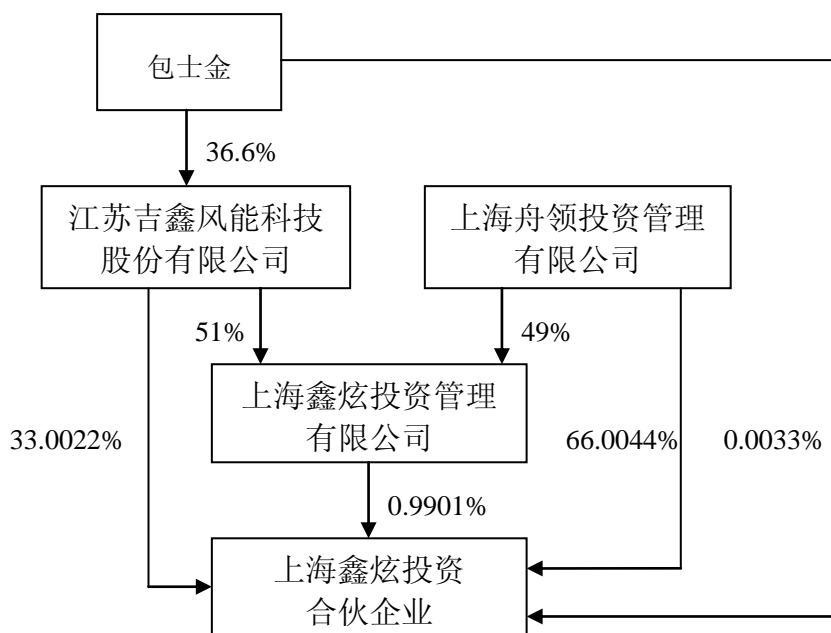 包士金
36.6%
江苏吉鑫风能科技
股份有限公司
上海舟领投资管理
有限公司
51%
49%
上海鑫炫投资管理
有限公司
33.0022%
66.0044%
0.0033%
0.9901%
上海鑫炫投资
合伙企业